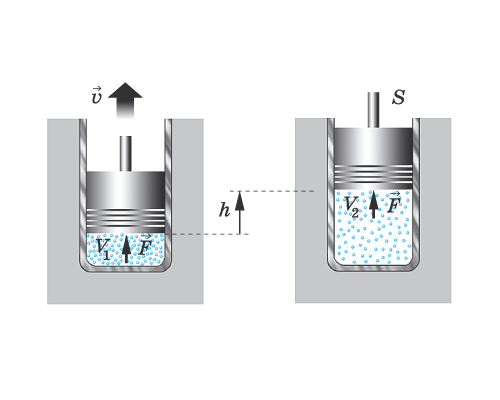 v⃗
S
h
V₁ F⃗
V₂ F⃗